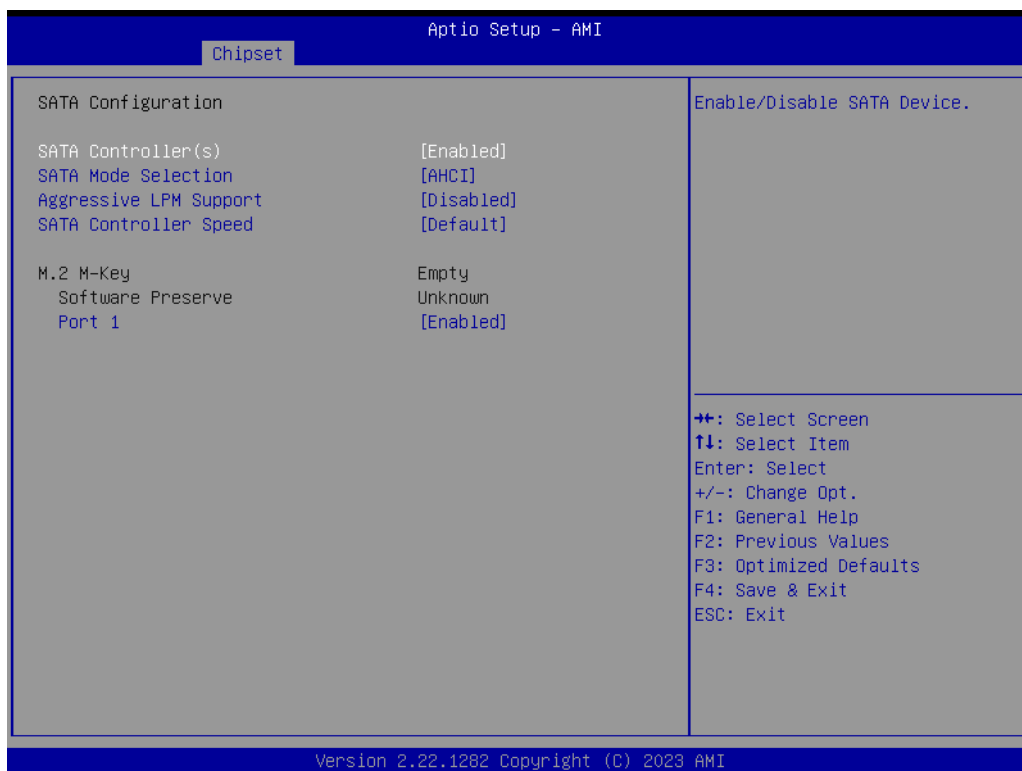 Aptio Setup - AMI
Chipset
SATA Configuration
SATA Controller(s) [Enabled]
SATA Mode Selection [AHCI]
Aggressive LPM Support [Disabled]
SATA Controller Speed [Default]
M.2 M-Key Empty
Software Preserve Unknown
Port 1 [Enabled]
Enable/Disable SATA Device.
→←: Select Screen
↑↓: Select Item
Enter: Select
+/-: Change Opt.
F1: General Help
F2: Previous Values
F3: Optimized Defaults
F4: Save & Exit
ESC: Exit
Version 2.22.1282 Copyright (C) 2023 AMI